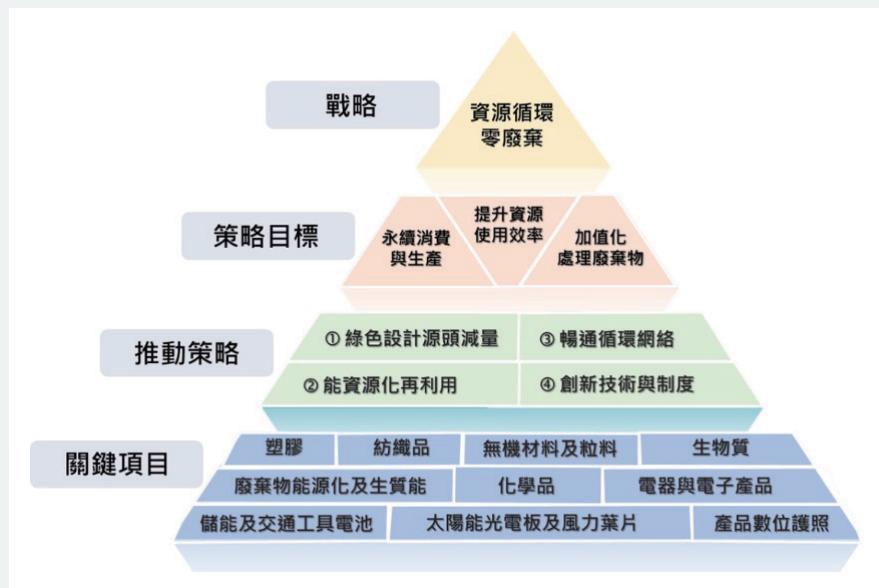 戰略
資源循環
零廢棄
策略目標
永續消費
與生產
提升資源
使用效率
加值化
處理廢棄物
推動策略
① 綠色設計源頭減量
③ 暢通循環網絡
② 能資源化再利用
④ 創新技術與制度
關鍵項目
塑膠
紡織品
無機材料及粒料
生物質
廢棄物能源化及生質能
化學品
電器與電子產品
儲能及交通工具電池
太陽能光電板及風力葉片
產品數位護照